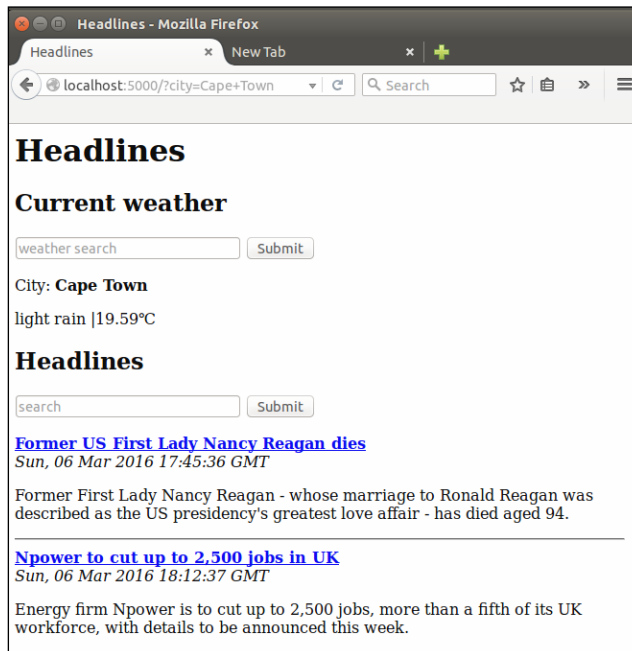 Headlines - Mozilla Firefox
Headlines × New Tab ×
localhost:5000/?city=Cape+Town Search
Headlines
Current weather
weather search Submit
City: Cape Town
light rain |19.59℃
Headlines
search Submit
Former US First Lady Nancy Reagan dies
Sun, 06 Mar 2016 17:45:36 GMT
Former First Lady Nancy Reagan - whose marriage to Ronald Reagan was
described as the US presidency's greatest love affair - has died aged 94.
Npower to cut up to 2,500 jobs in UK
Sun, 06 Mar 2016 18:12:37 GMT
Energy firm Npower is to cut up to 2,500 jobs, more than a fifth of its UK
workforce, with details to be announced this week.